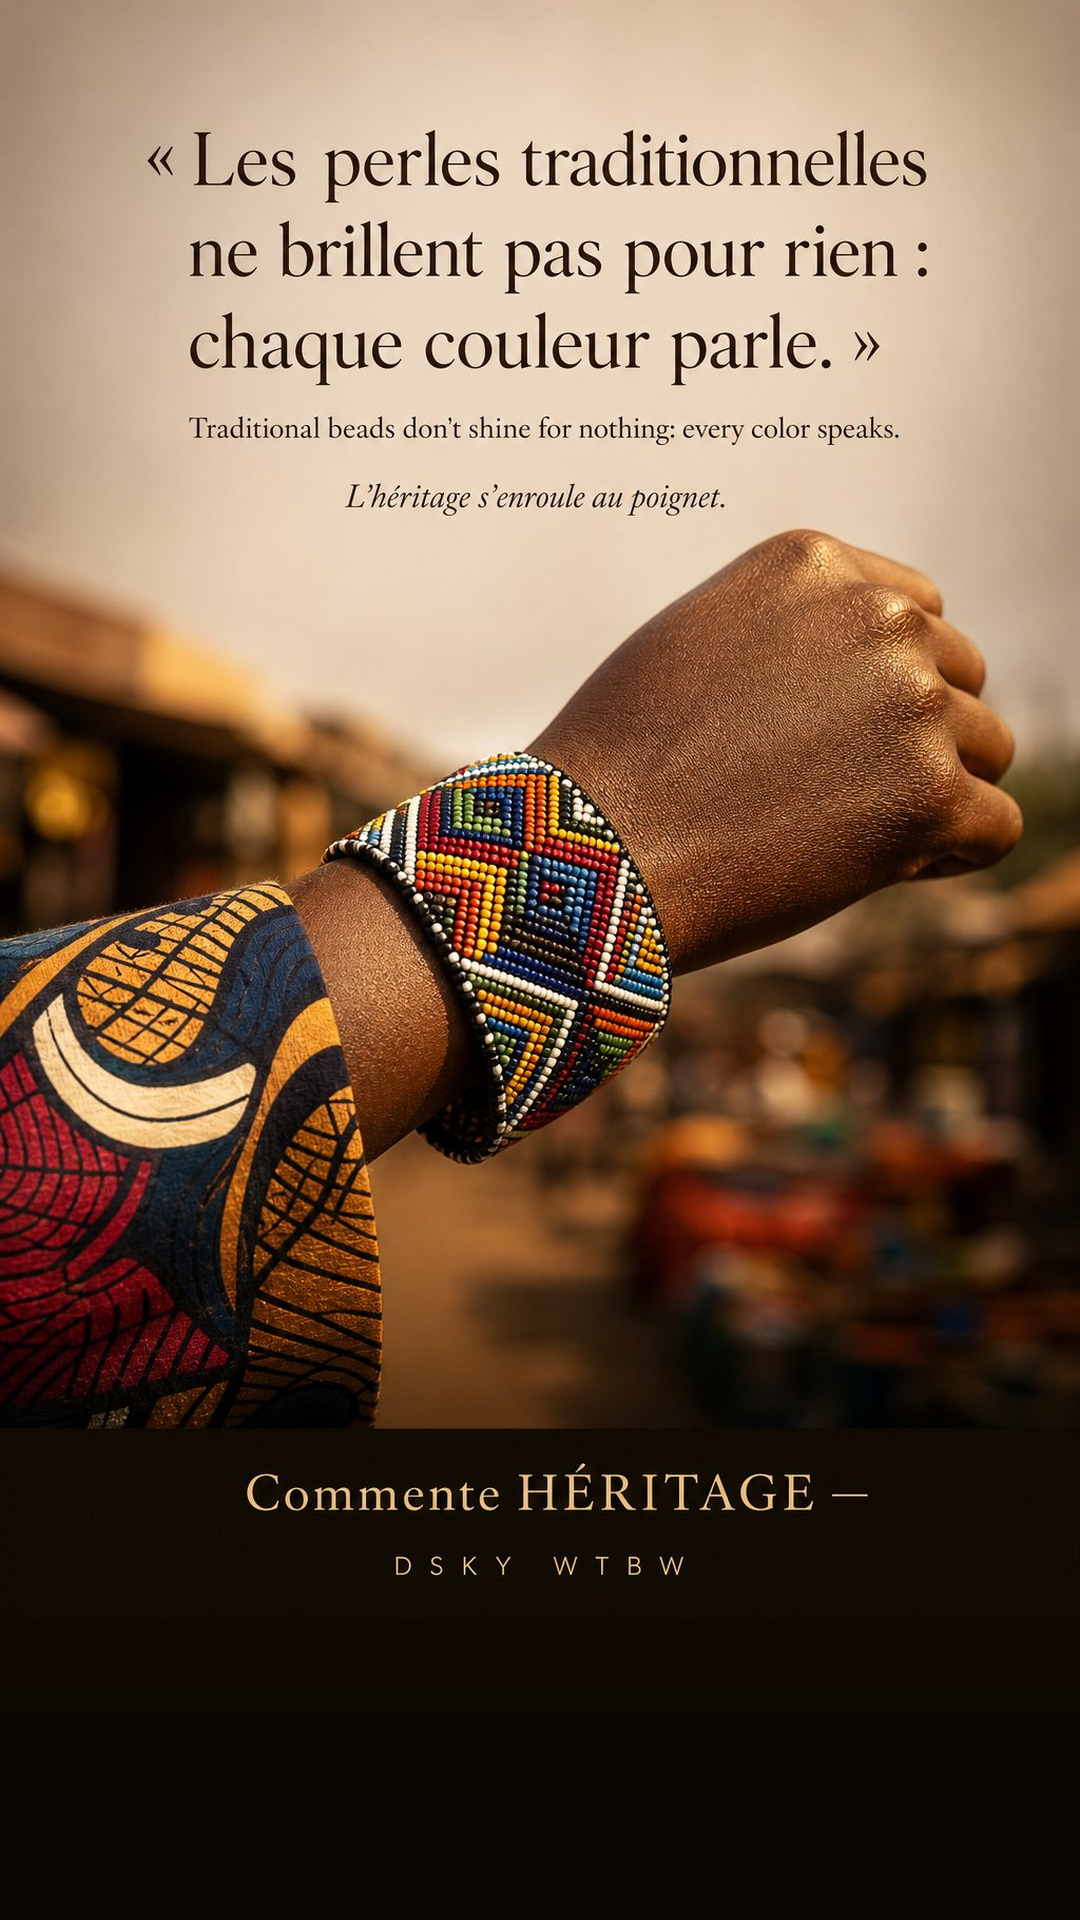 « Les perles traditionnelles
ne brillent pas pour rien :
chaque couleur parle. »
Traditional beads don’t shine for nothing: every color speaks.
L’héritage s’enroule au poignet.
Commente HÉRITAGE —
DSKY WTBW